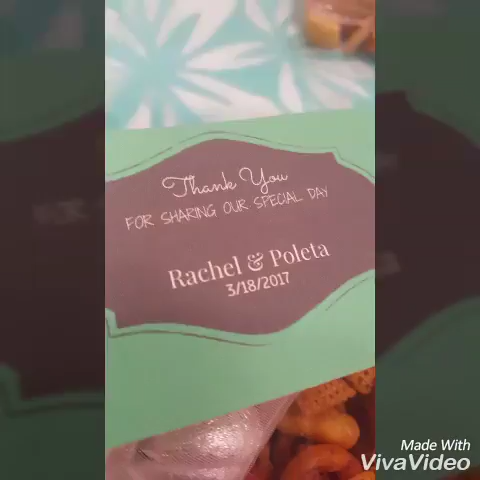 Thank You
FOR SHARING OUR SPECIAL DAY
Rachel & Poleta
3/18/2017
Made With
VivaVideo